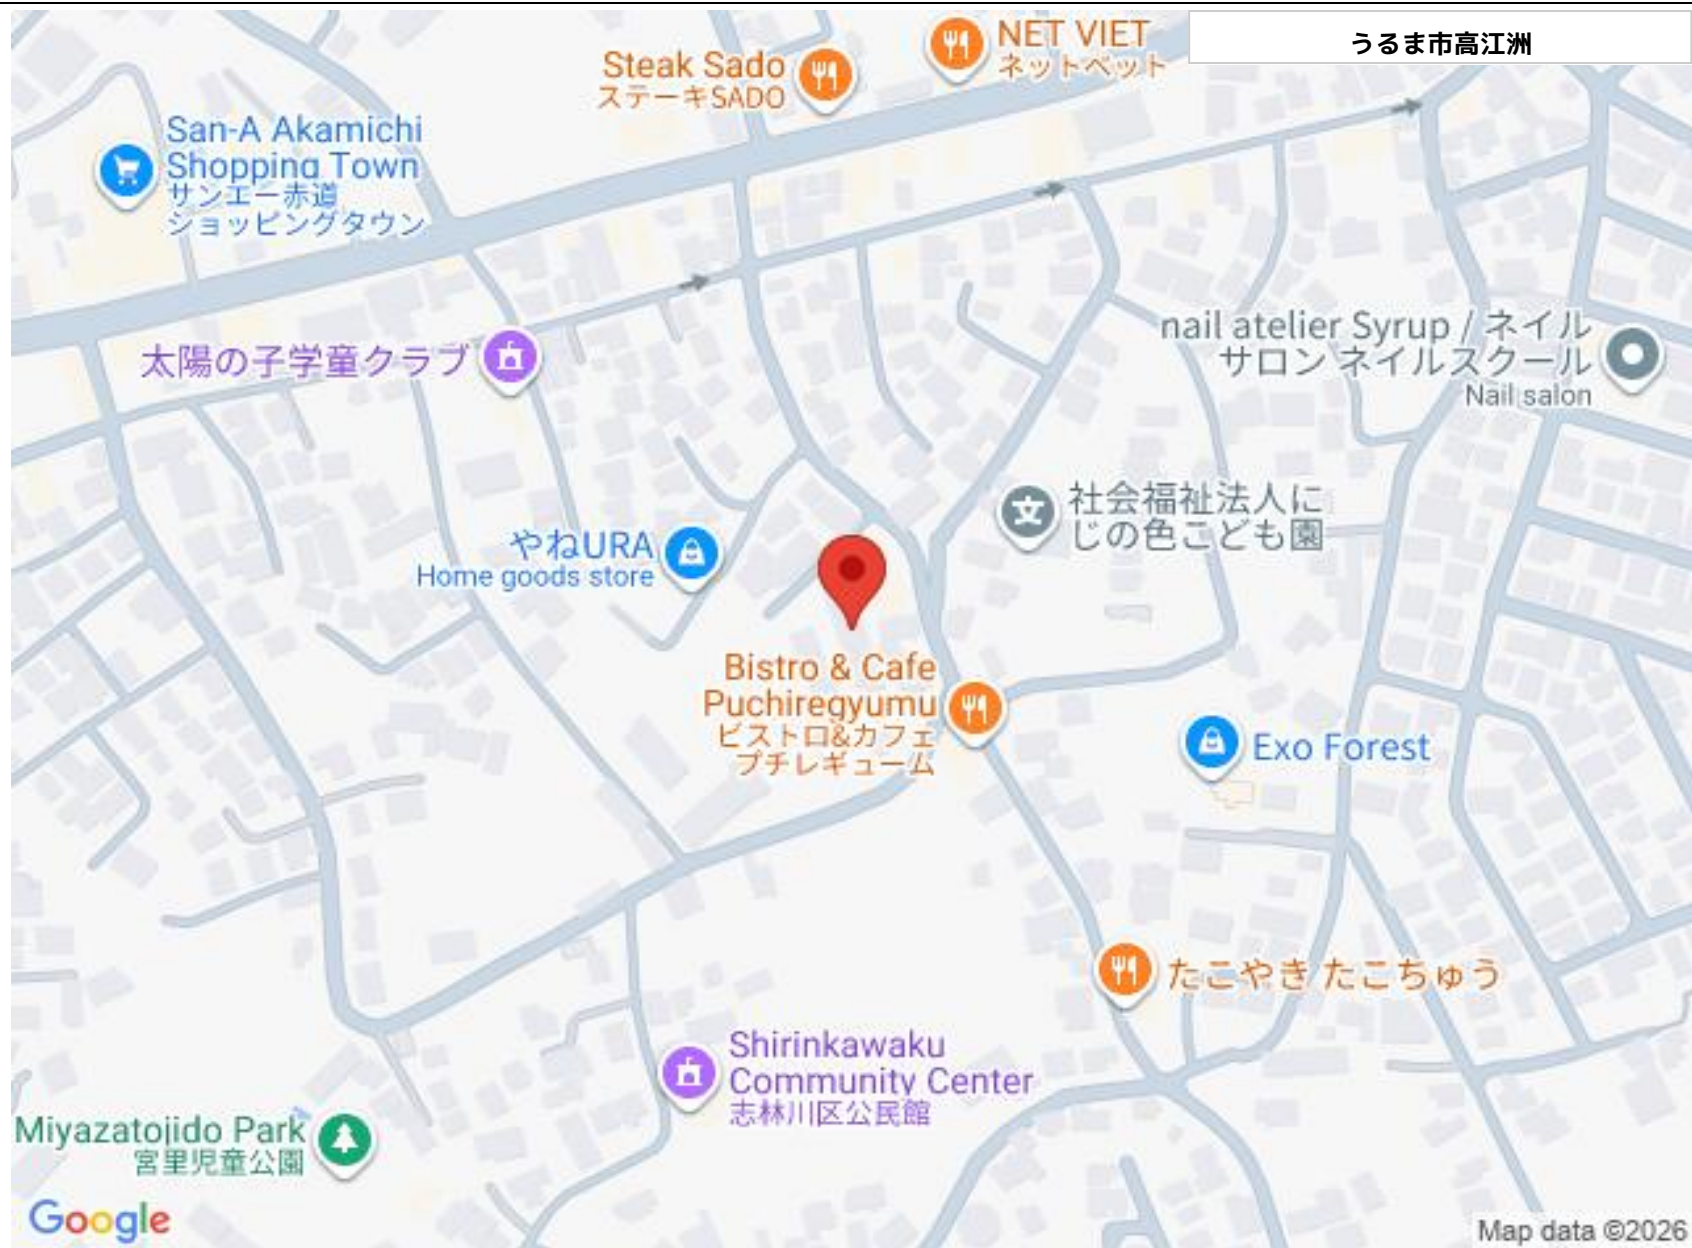 うるま市高江洲
NET VIET
ネットベット
Steak Sado
ステーキSADO
San-A Akamichi
Shopping Town
サンエー赤道
ショッピングタウン
太陽の子学童クラブ
nail atelier Syrup / ネイル
サロン ネイルスクール
Nail salon
社会福祉法人に
じの色こども園
文
やねURA
Home goods store
Bistro & Cafe
Puchiregyumu
ビストロ&カフェ
プチレギューム
Exo Forest
たこやき たこちゅう
Shirinkawaku
Community Center
志林川区公民館
Miyazatojido Park
宮里児童公園
Google
Map data ©2026